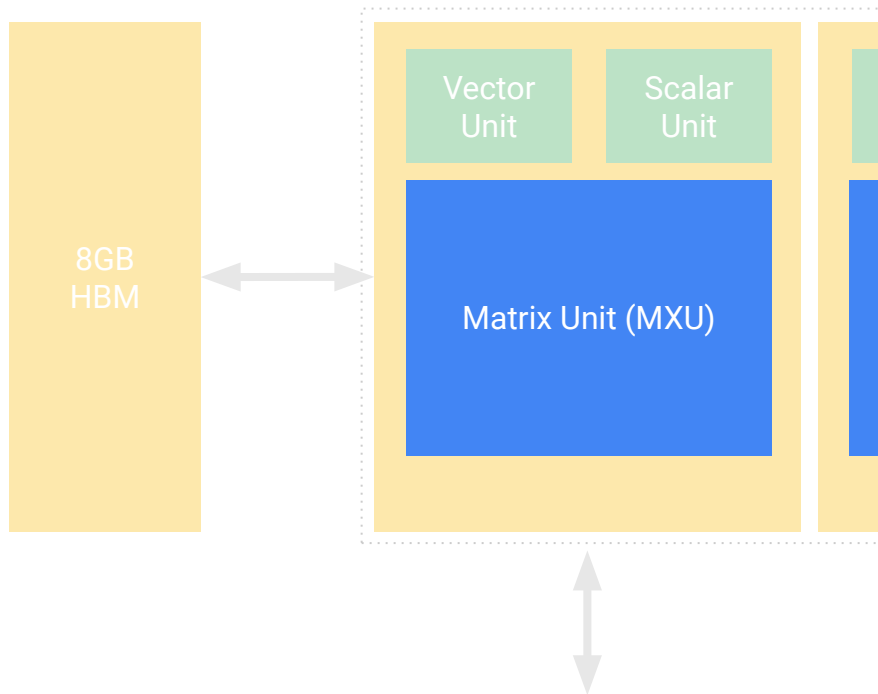 Vector
Unit
Scalar
Unit
8GB
HBM
Matrix Unit (MXU)